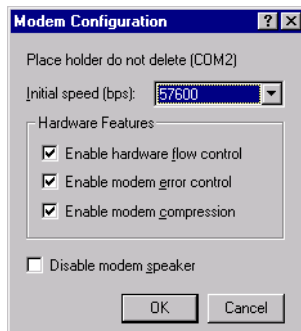 Modem Configuration
Place holder do not delete (COM2)
Initial speed (bps): 57600
Hardware Features
Enable hardware flow control
Enable modem error control
Enable modem compression
Disable modem speaker
OK Cancel